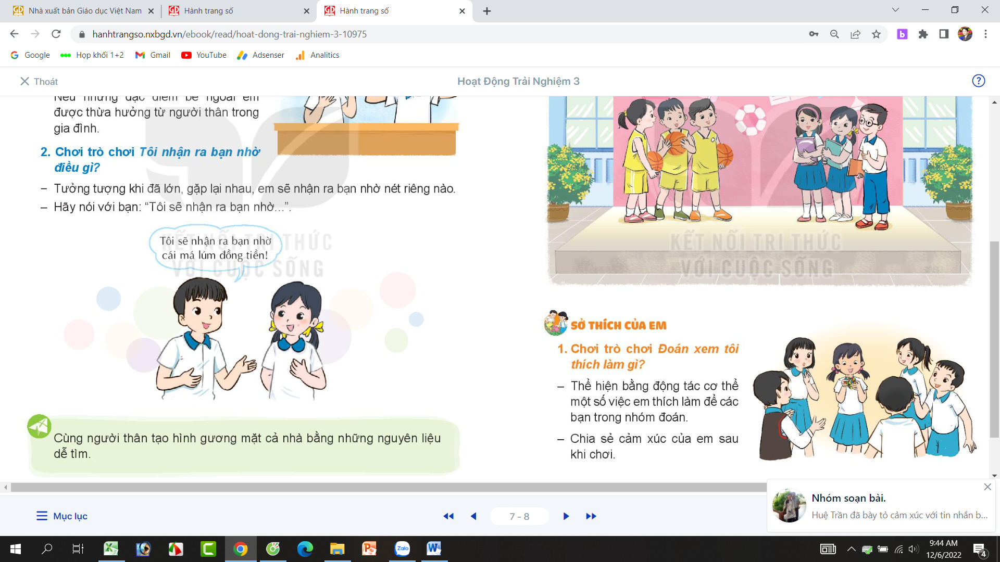 Nhà xuất bản Giáo dục Việt Nam
Hành trang số
Hành trang số
hanhtrangso.nxbgd.vn/ebook/read/hoat-dong-trai-nghiem-3-10975
Google
Họp khối 1+2
Gmail
YouTube
Adsenser
Analitics
Thoát
Hoạt Động Trải Nghiệm 3
Nêu những đặc điểm bề ngoài em
được thừa hưởng từ người thân trong
gia đình.
2. Chơi trò chơi Tôi nhận ra bạn nhờ
điều gì?
– Tưởng tượng khi đã lớn, gặp lại nhau, em sẽ nhận ra bạn nhờ nét riêng nào.
– Hãy nói với bạn: “Tôi sẽ nhận ra bạn nhờ...”.
Tôi sẽ nhận ra bạn nhờ
cái má lúm đồng tiền!
KẾT NỐI TRI THỨC
VỚI CUỘC SỐNG
Cùng người thân tạo hình gương mặt cả nhà bằng những nguyên liệu
dễ tìm.
KẾT NỐI TRI THỨC
VỚI CUỘC SỐNG
SỞ THÍCH CỦA EM
1. Chơi trò chơi Đoán xem tôi
thích làm gì?
– Thể hiện bằng động tác cơ thể
một số việc em thích làm để các
bạn trong nhóm đoán.
– Chia sẻ cảm xúc của em sau
khi chơi.
Mục lục
7 - 8
Nhóm soạn bài.
Huệ Trần đã bày tỏ cảm xúc với tin nhắn b...
Zalo
9:44 AM
12/6/2022
4